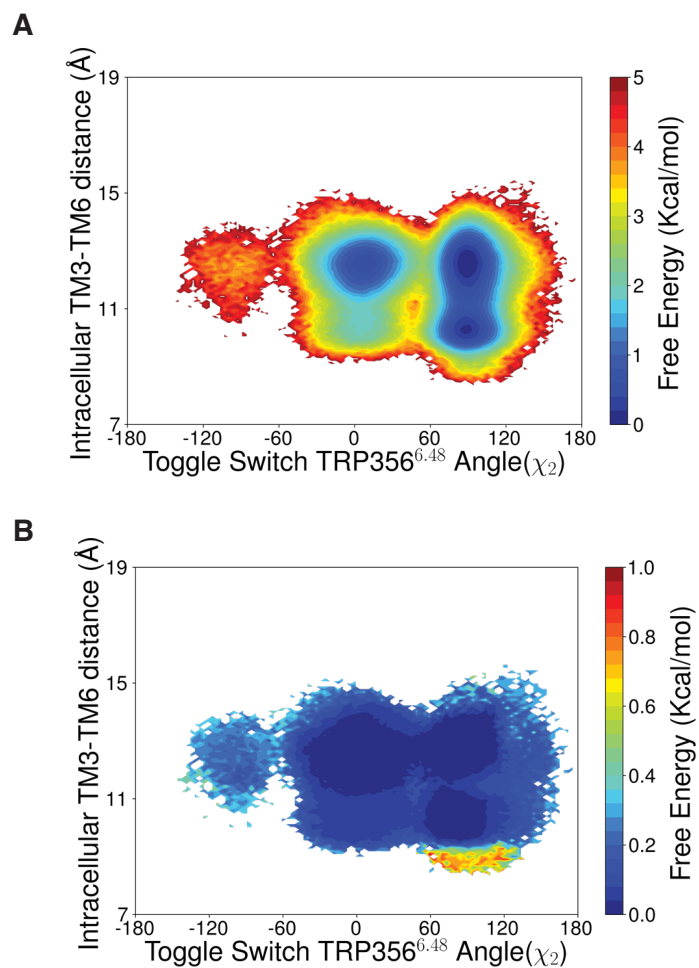 A
Intracellular TM3-TM6 distance (Å)
19
15
11
7
-180 -120 -60 0 60 120 180
Toggle Switch TRP356^6.48 Angle(χ₂)
5
4
3
2
1
0
Free Energy (Kcal/mol)
B
Intracellular TM3-TM6 distance (Å)
19
15
11
7
-180 -120 -60 0 60 120 180
Toggle Switch TRP356^6.48 Angle(χ₂)
1.0
0.8
0.6
0.4
0.2
0.0
Free Energy (Kcal/mol)